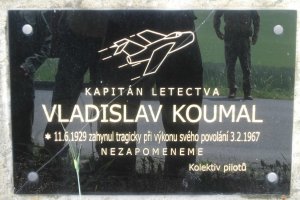 KAPITÁN LETECTVA
VLADISLAV KOUMAL
* 11.6.1929 zahynul tragicky při výkonu svého povolání 3.2.1967
NEZAPOMENEME
Kolektiv pilotů